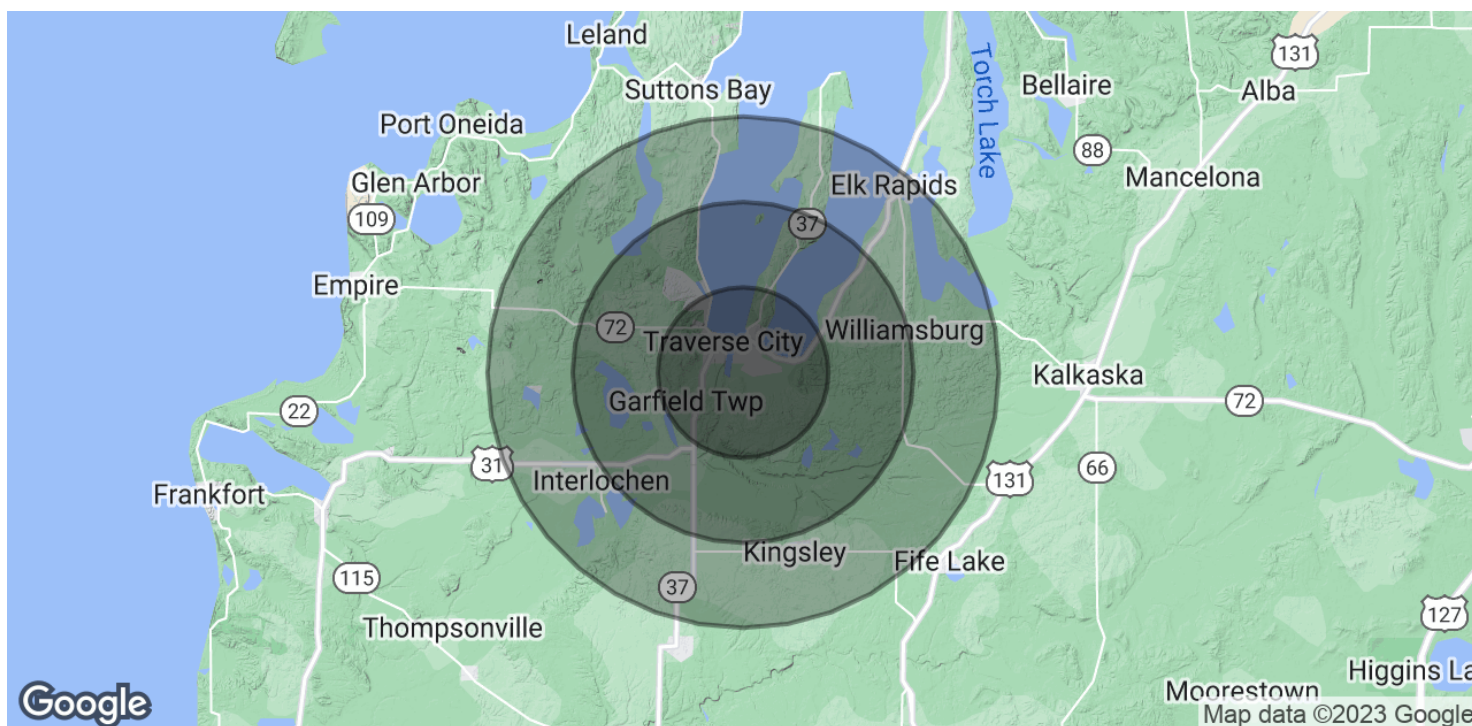 Leland
131
Torch Lake
Bellaire
Suttons Bay
Alba
Port Oneida
88
Mancelona
Glen Arbor
Elk Rapids
109
37
Empire
72
Williamsburg
Traverse City
Kalkaska
Garfield Twp
72
22
31
Interlochen
131
66
Frankfort
Kingsley
Fife Lake
115
37
127
Thompsonville
Higgins La
Moorestown
Google
Map data ©2023 Google